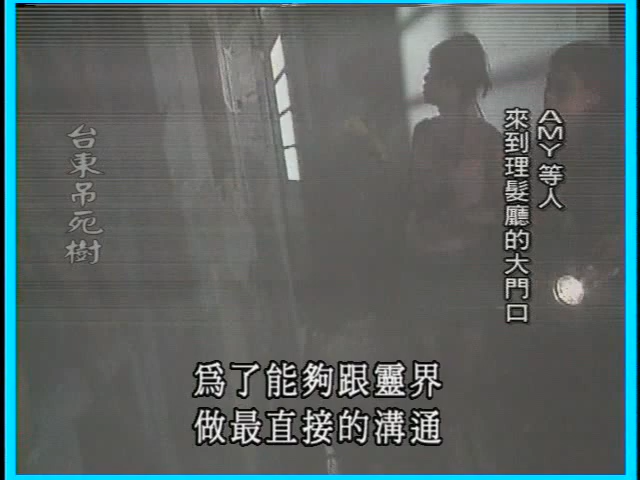 台東吊死樹
AMY等人
來到理髮廳的大門口
爲了能夠跟靈界
做最直接的溝通